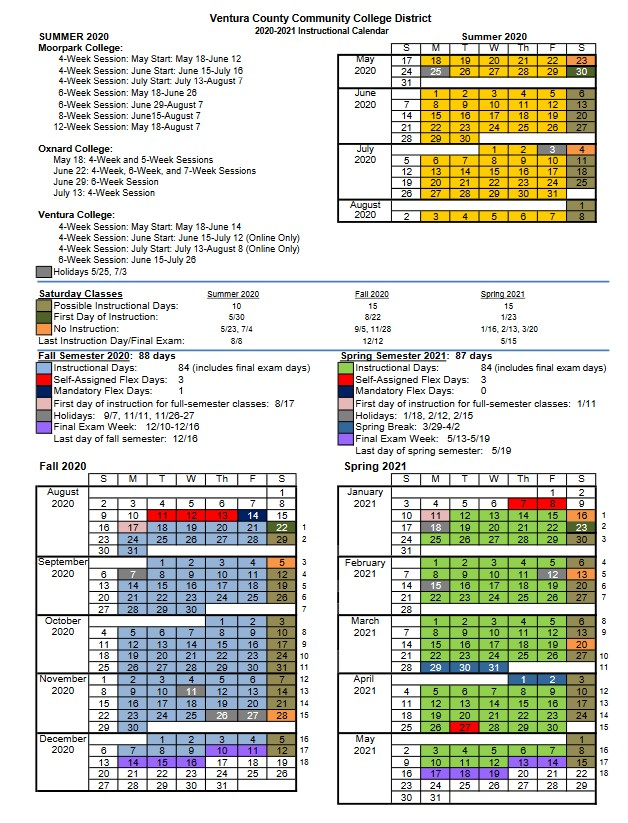 Ventura County Community College District
2020-2021 Instructional Calendar
SUMMER 2020
Moorpark College:
4-Week Session: May Start: May 18-June 12
4-Week Session: June Start: June 15-July 16
4-Week Session: July Start: July 13-August 7
6-Week Session: May 18-June 26
6-Week Session: June 29-August 7
8-Week Session: June15-August 7
12-Week Session: May 18-August 7
Oxnard College:
May 18: 4-Week and 5-Week Sessions
June 22: 4-Week, 6-Week, and 7-Week Sessions
June 29: 6-Week Session
July 13: 4-Week Session
Ventura College:
4-Week Session: May Start: May 18-June 14
4-Week Session: June Start: June 15-July 12 (Online Only)
4-Week Session: July Start: July 13-August 8 (Online Only)
6-Week Session: June 15-July 26
Holidays 5/25, 7/3
Summer 2020
S M T W Th F S
May 17 18 19 20 21 22 23
2020 24 25 26 27 28 29 30
31
June 1 2 3 4 5 6
2020 7 8 9 10 11 12 13
14 15 16 17 18 19 20
21 22 23 24 25 26 27
28 29 30
July 1 2 3 4
2020 5 6 7 8 9 10 11
12 13 14 15 16 17 18
19 20 21 22 23 24 25
26 27 28 29 30 31
August 1
2020 2 3 4 5 6 7 8
Saturday Classes Summer 2020 Fall 2020 Spring 2021
Possible Instructional Days: 10 15 15
First Day of Instruction: 5/30 8/22 1/23
No Instruction: 5/23, 7/4 9/5, 11/28 1/16, 2/13, 3/20
Last Instruction Day/Final Exam: 8/8 12/12 5/15
Fall Semester 2020: 88 days
Instructional Days: 84 (includes final exam days)
Self-Assigned Flex Days: 3
Mandatory Flex Days: 1
First day of instruction for full-semester classes: 8/17
Holidays: 9/7, 11/11, 11/26-27
Final Exam Week: 12/10-12/16
Last day of fall semester: 12/16
Spring Semester 2021: 87 days
Instructional Days: 84 (includes final exam days)
Self-Assigned Flex Days: 3
Mandatory Flex Days: 0
First day of instruction for full-semester classes: 1/11
Holidays: 1/18, 2/12, 2/15
Spring Break: 3/29-4/2
Final Exam Week: 5/13-5/19
Last day of spring semester: 5/19
Fall 2020
S M T W Th F S
August 1
2020 2 3 4 5 6 7 8
9 10 11 12 13 14 15
16 17 18 19 20 21 22 1
23 24 25 26 27 28 29 2
30 31
September 1 2 3 4 5 3
2020 6 7 8 9 10 11 12 4
13 14 15 16 17 18 19 5
20 21 22 23 24 25 26 6
27 28 29 30 7
October 1 2 3
2020 4 5 6 7 8 9 10 8
11 12 13 14 15 16 17 9
18 19 20 21 22 23 24 10
25 26 27 28 29 30 31 11
November 1 2 3 4 5 6 7 12
2020 8 9 10 11 12 13 14 13
15 16 17 18 19 20 21 14
22 23 24 25 26 27 28 15
29 30
December 1 2 3 4 5 16
2020 6 7 8 9 10 11 12 17
13 14 15 16 17 18 19 18
20 21 22 23 24 25 26
27 28 29 30 31
Spring 2021
S M T W Th F S
January 1 2
2021 3 4 5 6 7 8 9
10 11 12 13 14 15 16 1
17 18 19 20 21 22 23 2
24 25 26 27 28 29 30 3
31
February 1 2 3 4 5 6 4
2021 7 8 9 10 11 12 13 5
14 15 16 17 18 19 20 6
21 22 23 24 25 26 27 7
28
March 1 2 3 4 5 6 8
2021 7 8 9 10 11 12 13 9
14 15 16 17 18 19 20
21 22 23 24 25 26 27 10
28 29 30 31 11
April 1 2 3
2021 4 5 6 7 8 9 10 12
11 12 13 14 15 16 17 13
18 19 20 21 22 23 24 14
25 26 27 28 29 30 15
May 1
2021 2 3 4 5 6 7 8 16
9 10 11 12 13 14 15 17
16 17 18 19 20 21 22 18
23 24 25 26 27 28 29
30 31